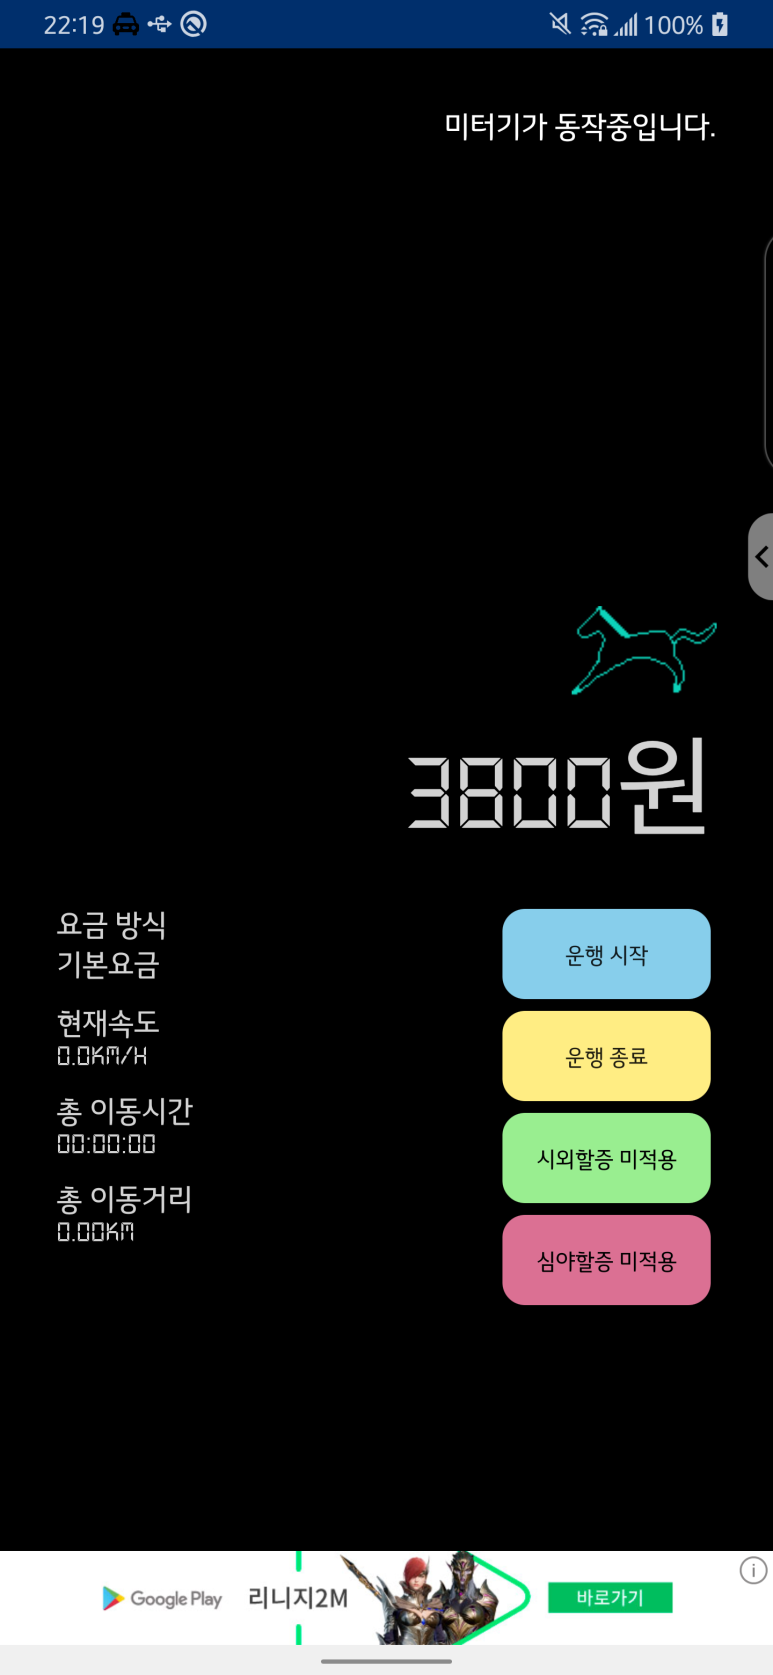 22:19 100%
미터기가 동작중입니다.
3800원
요금 방식
기본요금
현재속도
0.0KM/H
총 이동시간
00:00:00
총 이동거리
0.00KM
운행 시작
운행 종료
시외할증 미적용
심야할증 미적용
Google Play 리니지2M 바로가기